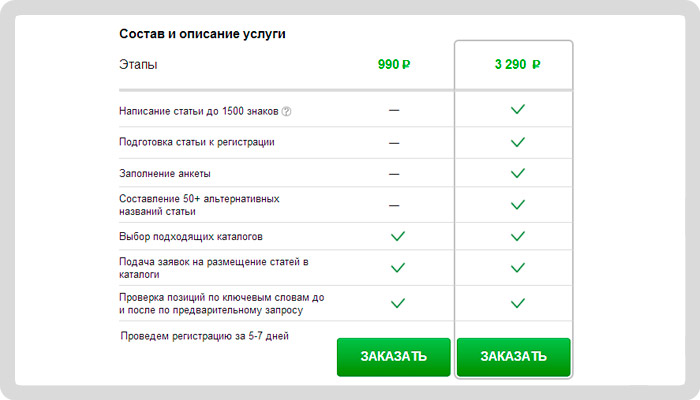 Состав и описание услуги
Этапы 990 ₽ 3 290 ₽
Написание статьи до 1500 знаков ? —
Подготовка статьи к регистрации —
Заполнение анкеты —
Составление 50+ альтернативных —
названий статьи
Выбор подходящих каталогов
Подача заявок на размещение статей в
каталоги
Проверка позиций по ключевым словам до
и после по предварительному запросу
Проведем регистрацию за 5-7 дней
ЗАКАЗАТЬ ЗАКАЗАТЬ